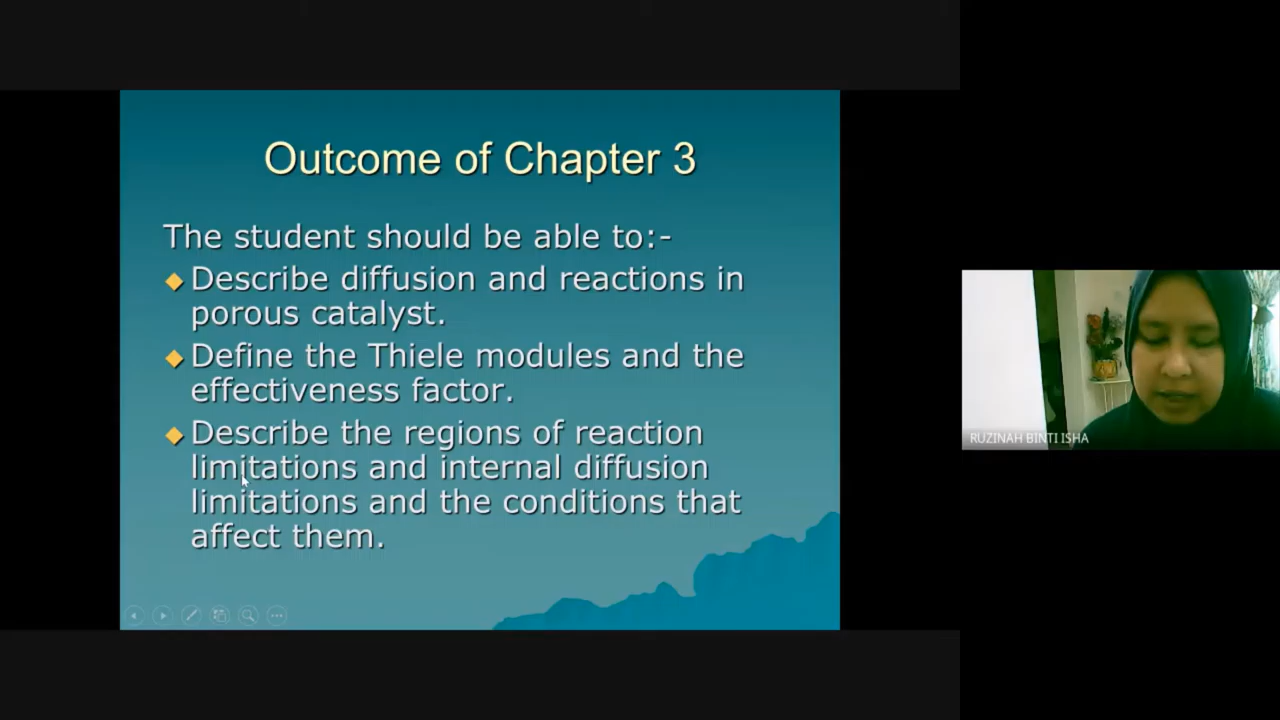 Outcome of Chapter 3
The student should be able to:-
Describe diffusion and reactions in
porous catalyst.
Define the Thiele modules and the
effectiveness factor.
Describe the regions of reaction
limitations and internal diffusion
limitations and the conditions that
affect them.
RUZINAH BINTI ISHA